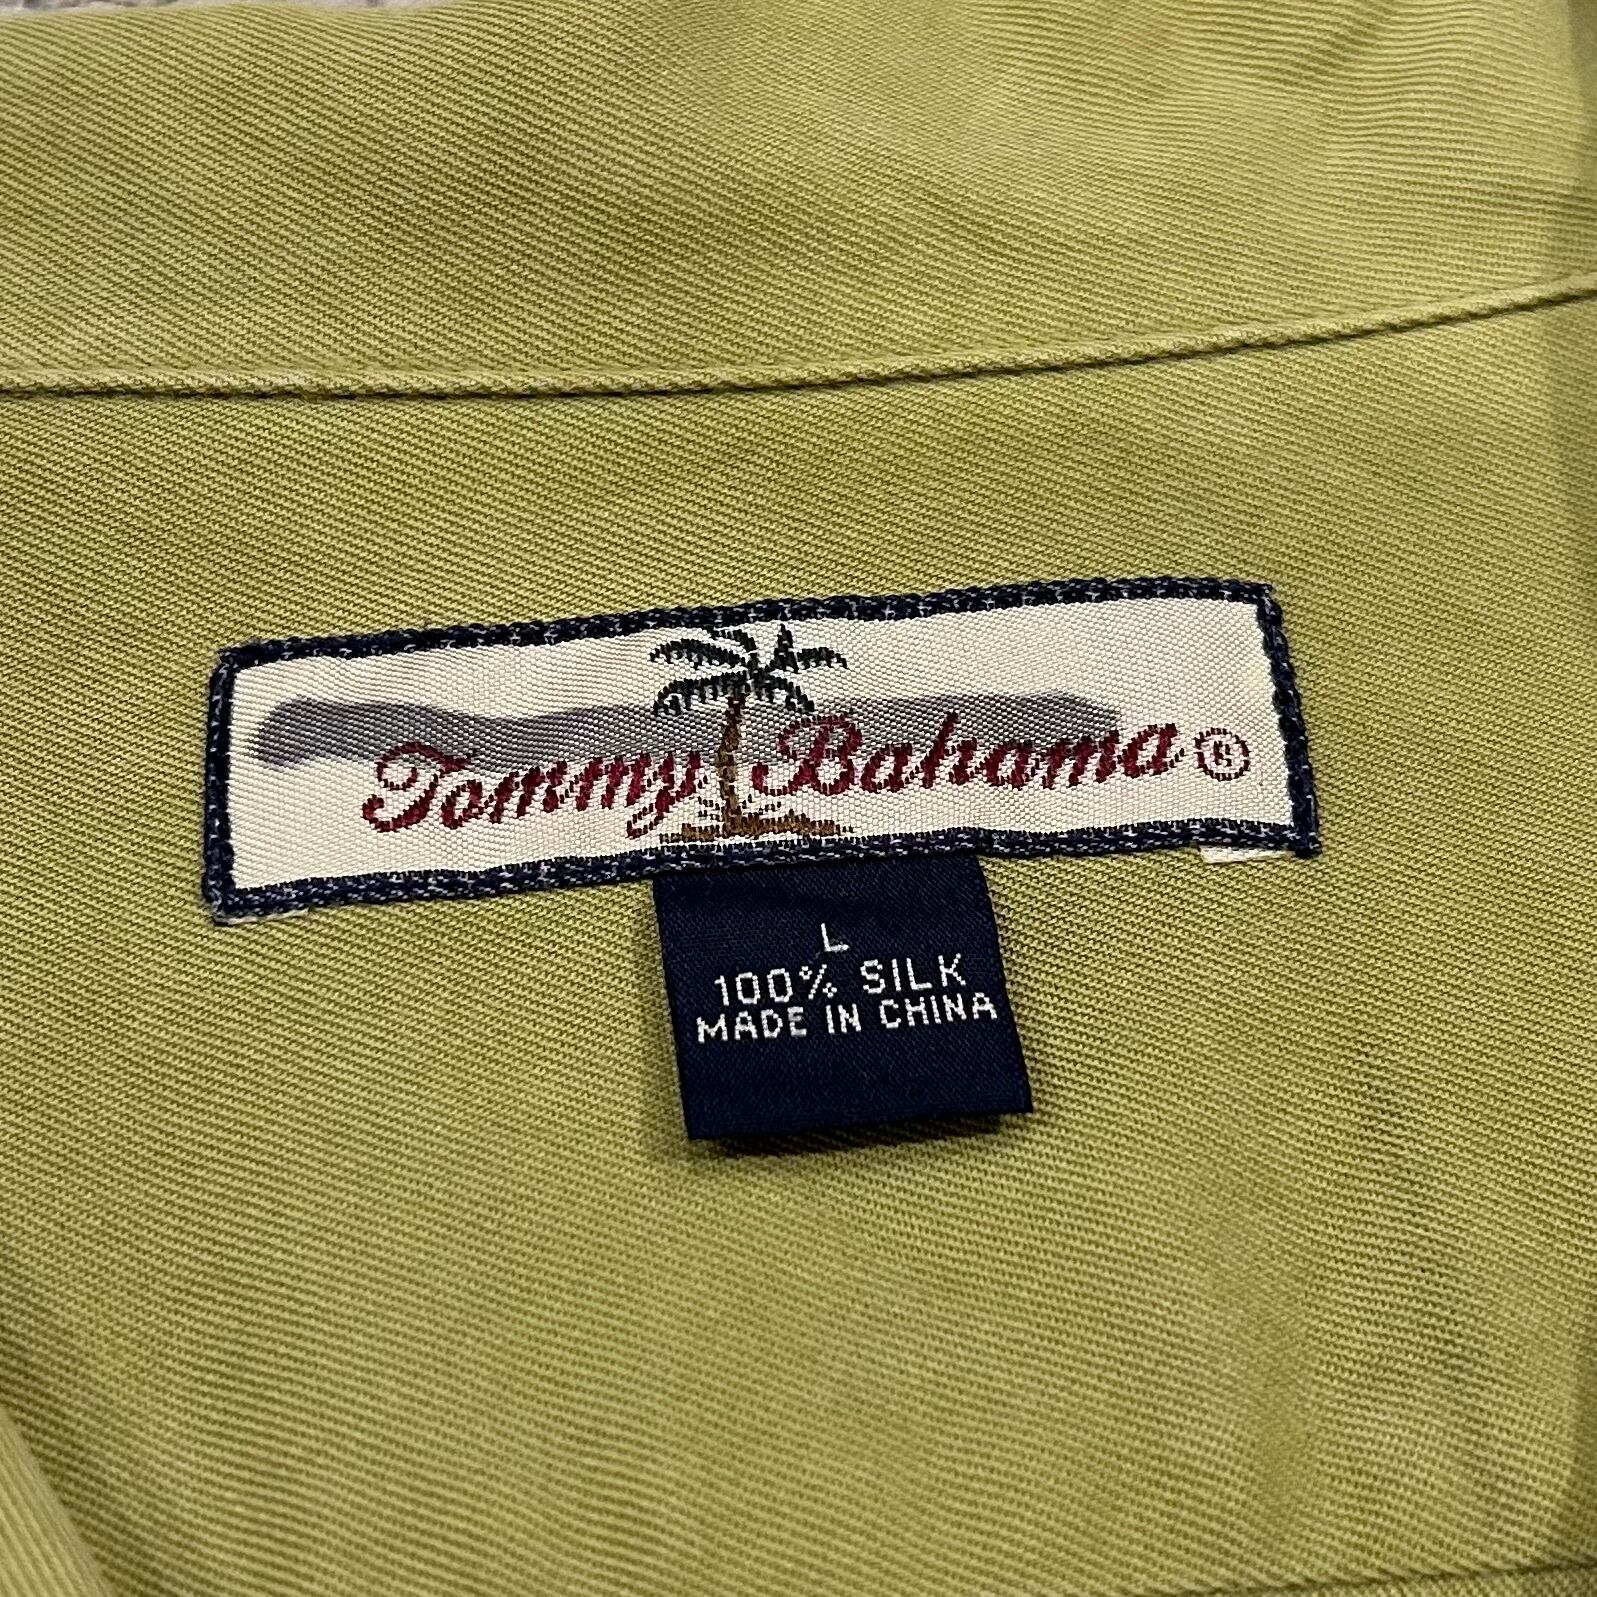 Tommy Bahama®
L
100% SILK
MADE IN CHINA